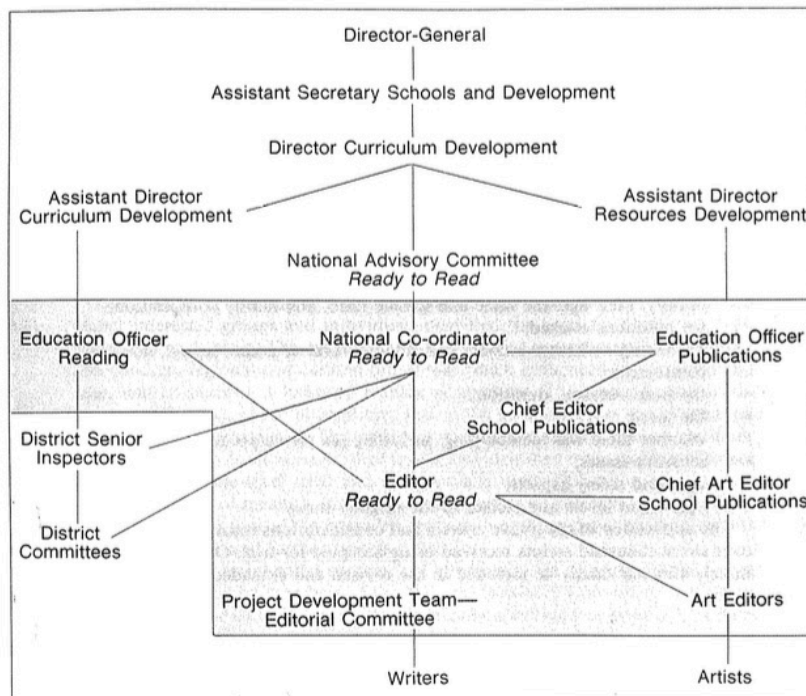 Director-General
Assistant Secretary Schools and Development
Director Curriculum Development
Assistant Director
Curriculum Development
Assistant Director
Resources Development
National Advisory Committee
Ready to Read
Education Officer
Reading
National Co-ordinator
Ready to Read
Education Officer
Publications
Chief Editor
School Publications
District Senior
Inspectors
Editor
Ready to Read
Chief Art Editor
School Publications
District
Committees
Project Development Team—
Editorial Committee
Art Editors
Writers
Artists